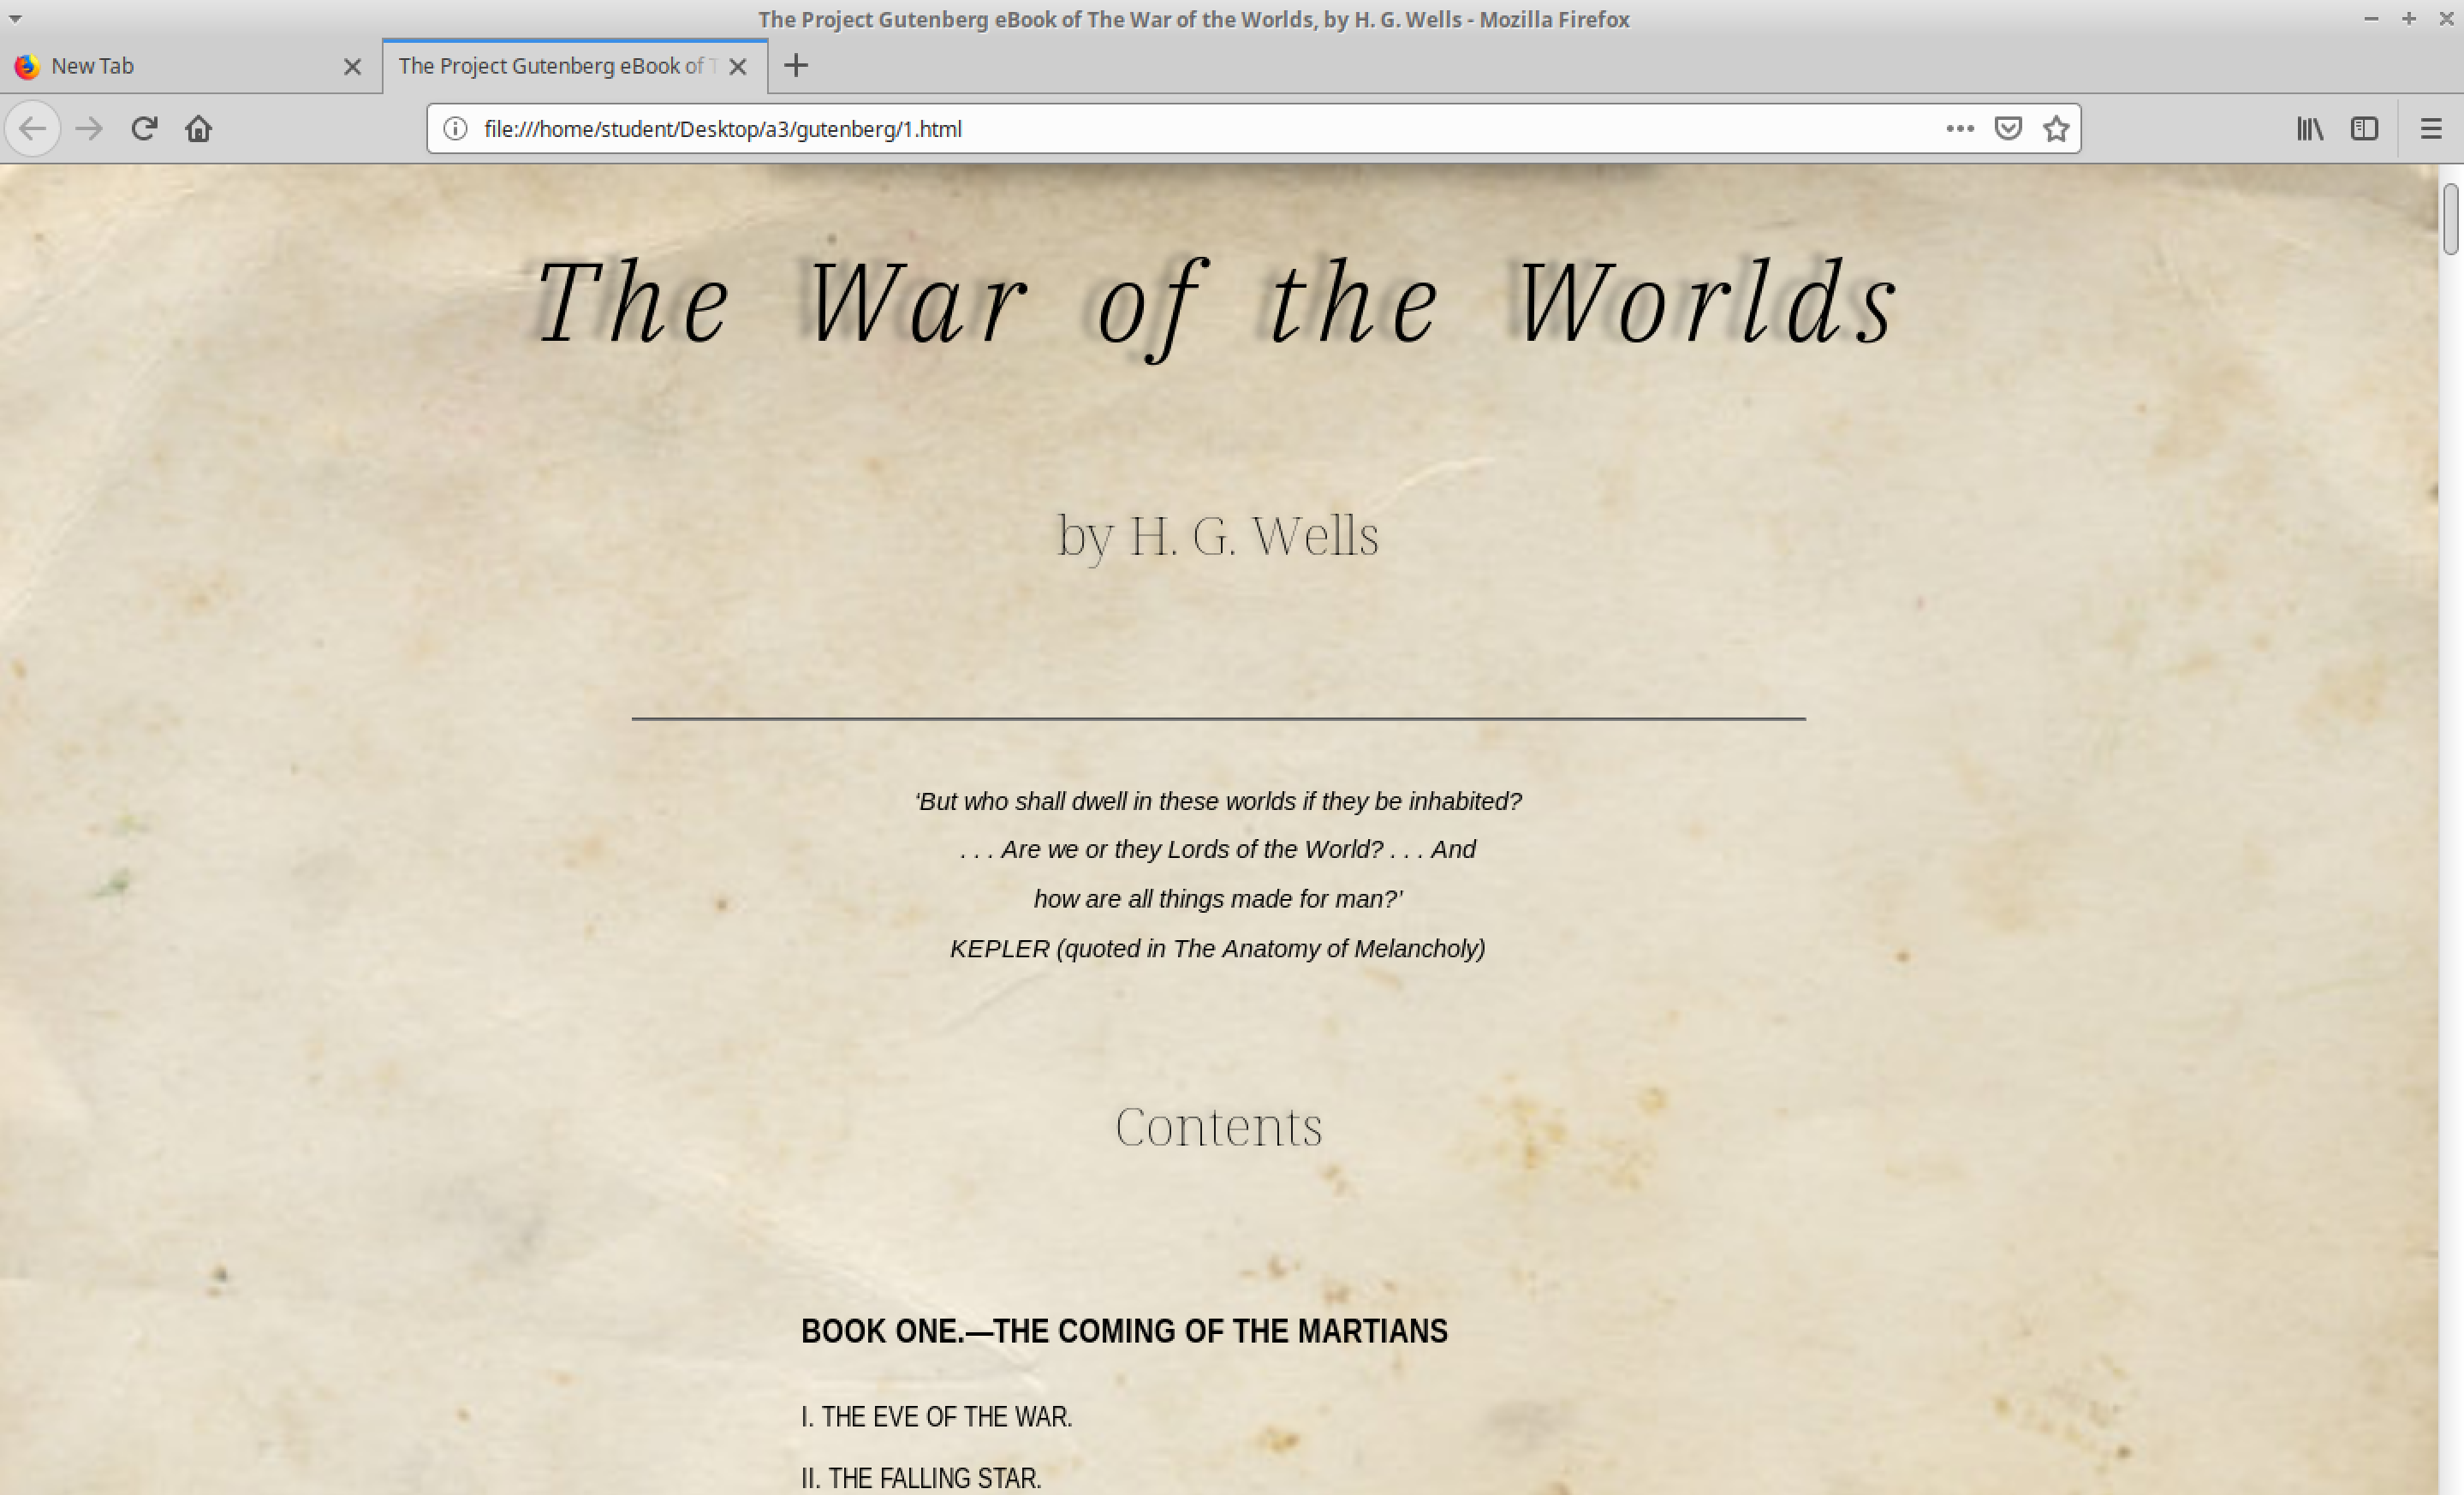 The Project Gutenberg eBook of The War of the Worlds, by H. G. Wells - Mozilla Firefox
New Tab
The Project Gutenberg eBook of T
file:///home/student/Desktop/a3/gutenberg/1.html
The War of the Worlds
by H. G. Wells
‘But who shall dwell in these worlds if they be inhabited?
. . . Are we or they Lords of the World? . . . And
how are all things made for man?’
KEPLER (quoted in The Anatomy of Melancholy)
Contents
BOOK ONE.—THE COMING OF THE MARTIANS
I. THE EVE OF THE WAR.
II. THE FALLING STAR.